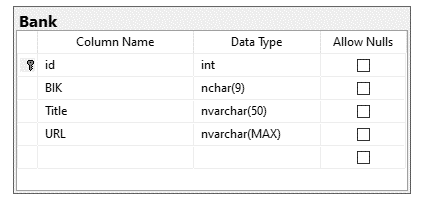 Bank
Column Name Data Type Allow Nulls
id int
BIK nchar(9)
Title nvarchar(50)
URL nvarchar(MAX)